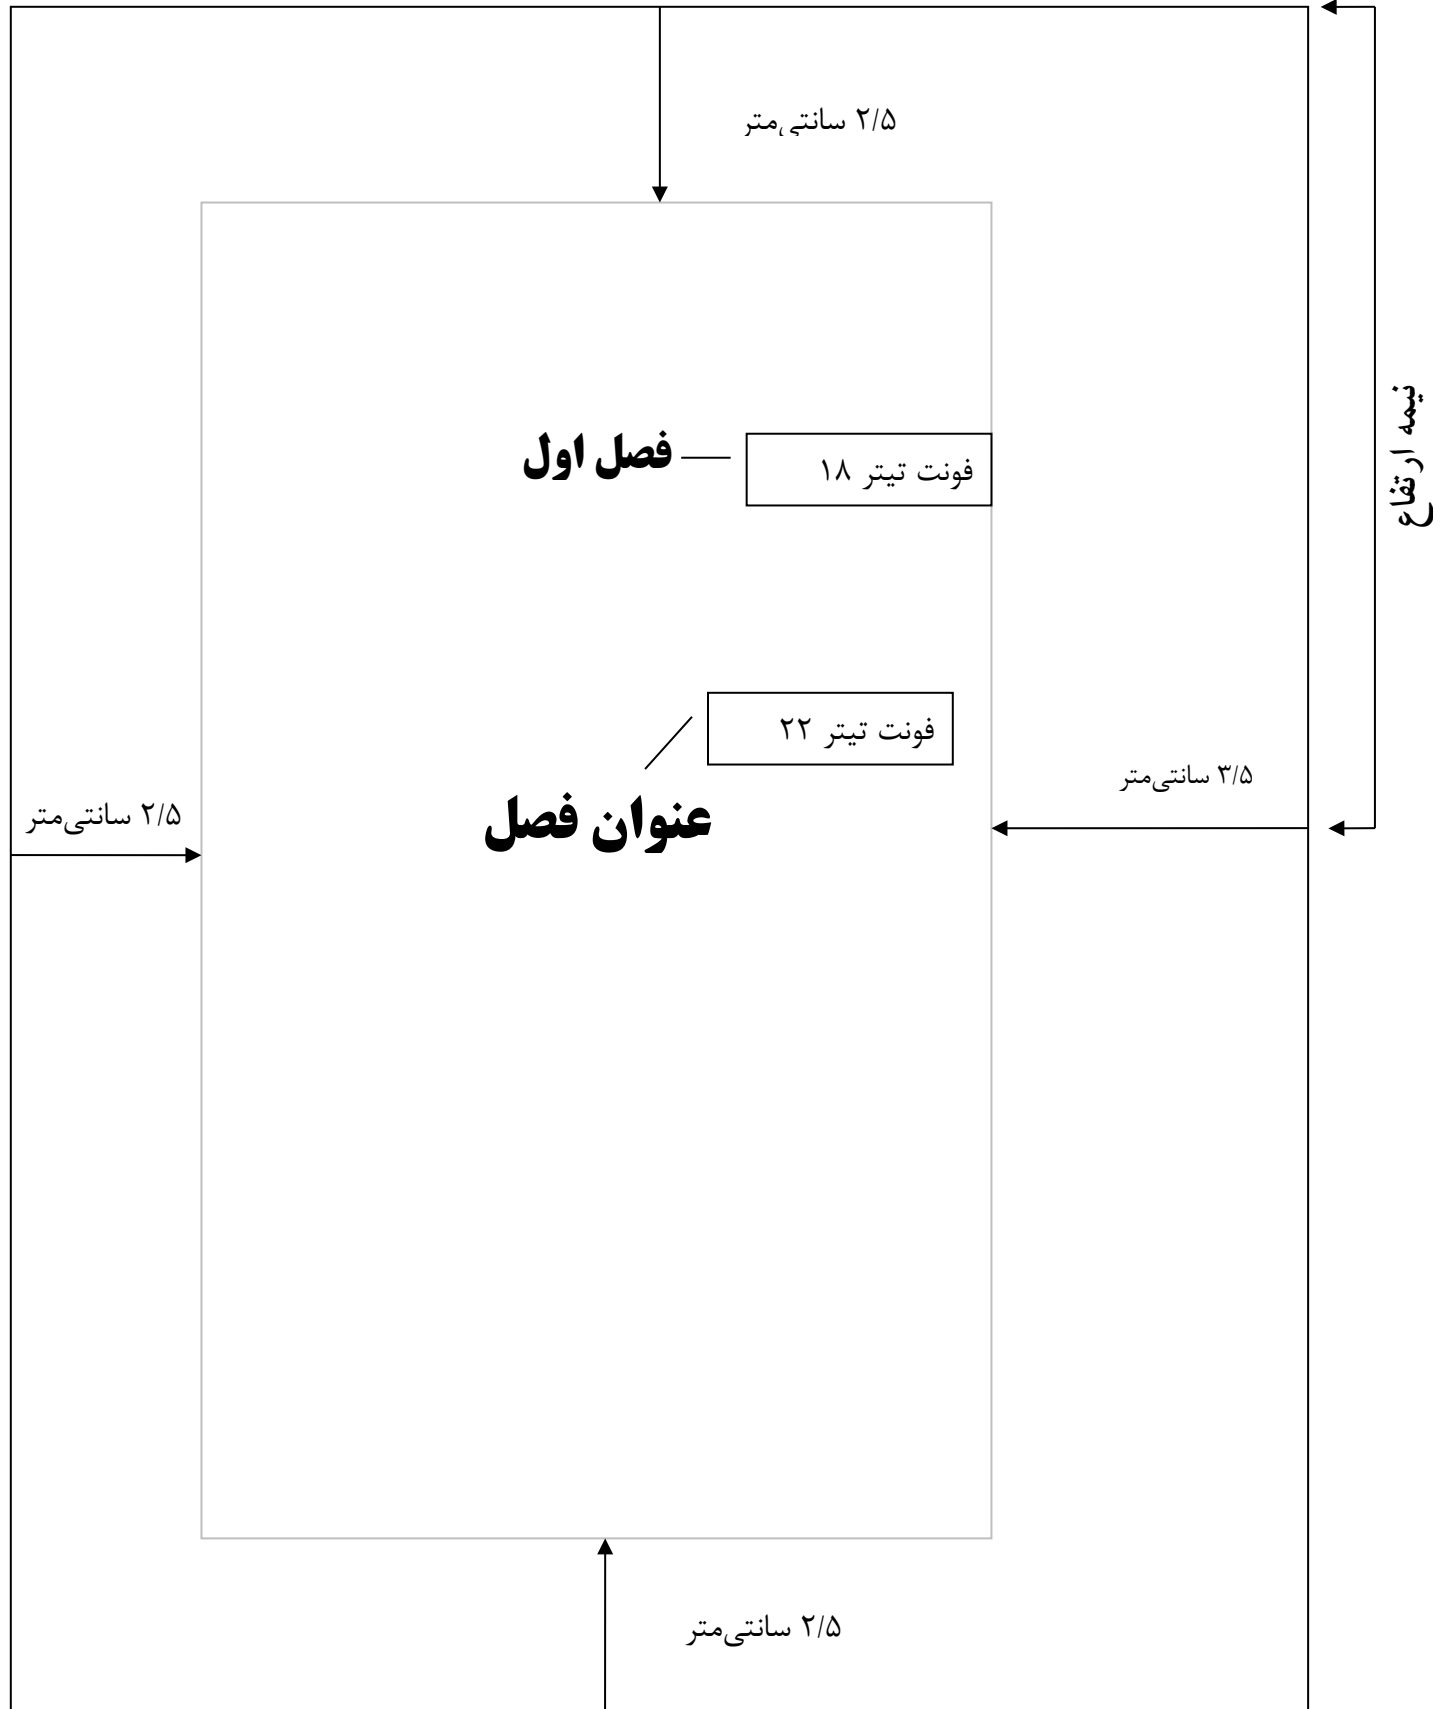 ۲/۵ سانتی‌متر
نیمه ارتفاع
فونت تیتر ۱۸
فصل اول
فونت تیتر ۲۲
۳/۵ سانتی‌متر
عنوان فصل
۲/۵ سانتی‌متر
۲/۵ سانتی‌متر